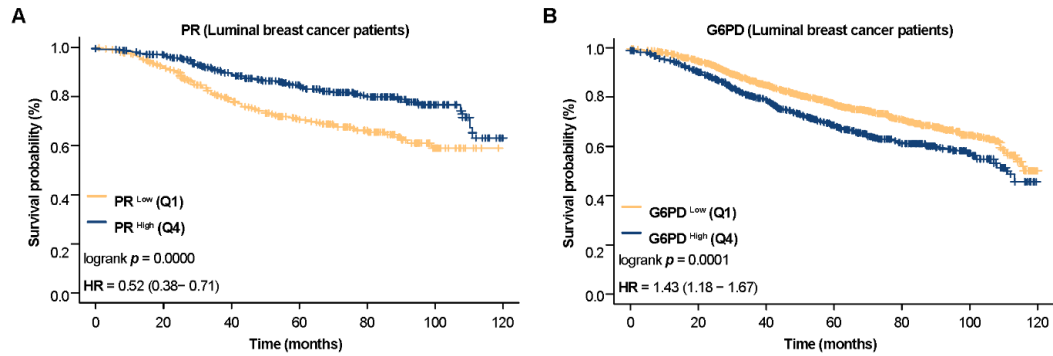 A
PR (Luminal breast cancer patients)
Survival probability (%)
1.0
0.8
0.6
0.4
0.2
0.0
PR Low (Q1)
PR High (Q4)
logrank p = 0.0000
HR = 0.52 (0.38− 0.71)
0 20 40 60 80 100 120
Time (months)
B
G6PD (Luminal breast cancer patients)
Survival probability (%)
1.0
0.8
0.6
0.4
0.2
0.0
G6PD Low (Q1)
G6PD High (Q4)
logrank p = 0.0001
HR = 1.43 (1.18 − 1.67)
0 20 40 60 80 100 120
Time (months)